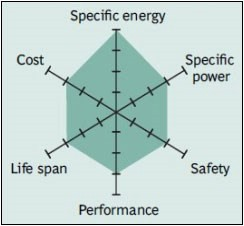 Specific energy
Cost
Specific
power
Life span
Safety
Performance